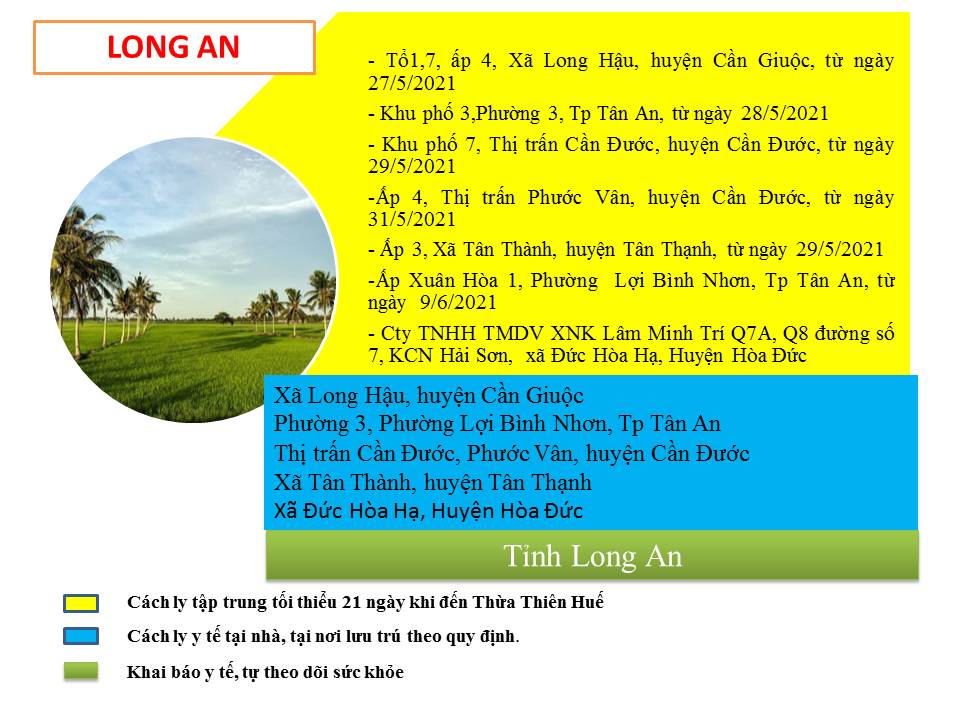 LONG AN
- Tổ1,7, ấp 4, Xã Long Hậu, huyện Cần Giuộc, từ ngày
27/5/2021
- Khu phố 3,Phường 3, Tp Tân An, từ ngày 28/5/2021
- Khu phố 7, Thị trấn Cần Đước, huyện Cần Đước, từ ngày
29/5/2021
-Ấp 4, Thị trấn Phước Vân, huyện Cần Đước, từ ngày
31/5/2021
- Ấp 3, Xã Tân Thành, huyện Tân Thạnh, từ ngày 29/5/2021
-Ấp Xuân Hòa 1, Phường Lợi Bình Nhơn, Tp Tân An, từ
ngày 9/6/2021
- Cty TNHH TMDV XNK Lâm Minh Trí Q7A, Q8 đường số
7, KCN Hải Sơn, xã Đức Hòa Hạ, Huyện Hòa Đức
Xã Long Hậu, huyện Cần Giuộc
Phường 3, Phường Lợi Bình Nhơn, Tp Tân An
Thị trấn Cần Đước, Phước Vân, huyện Cần Đước
Xã Tân Thành, huyện Tân Thạnh
Xã Đức Hòa Hạ, Huyện Hòa Đức
Tỉnh Long An
Cách ly tập trung tối thiểu 21 ngày khi đến Thừa Thiên Huế
Cách ly y tế tại nhà, tại nơi lưu trú theo quy định.
Khai báo y tế, tự theo dõi sức khỏe